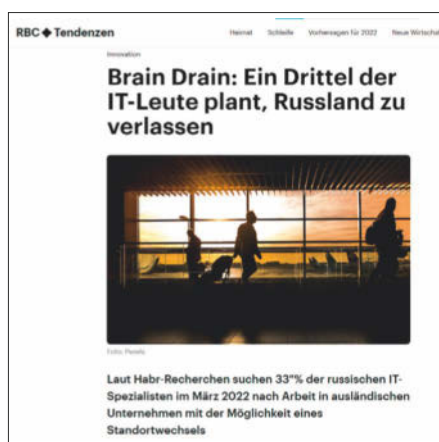 RBC ◆ Tendenzen
Heimat Schleife Vorhersagen für 2022 Neue Wirtschaf
Innovation
Brain Drain: Ein Drittel der
IT-Leute plant, Russland zu
verlassen
Foto: Pexels
Laut Habr-Recherchen suchen 33"% der russischen IT-
Spezialisten im März 2022 nach Arbeit in ausländischen
Unternehmen mit der Möglichkeit eines
Standortwechsels